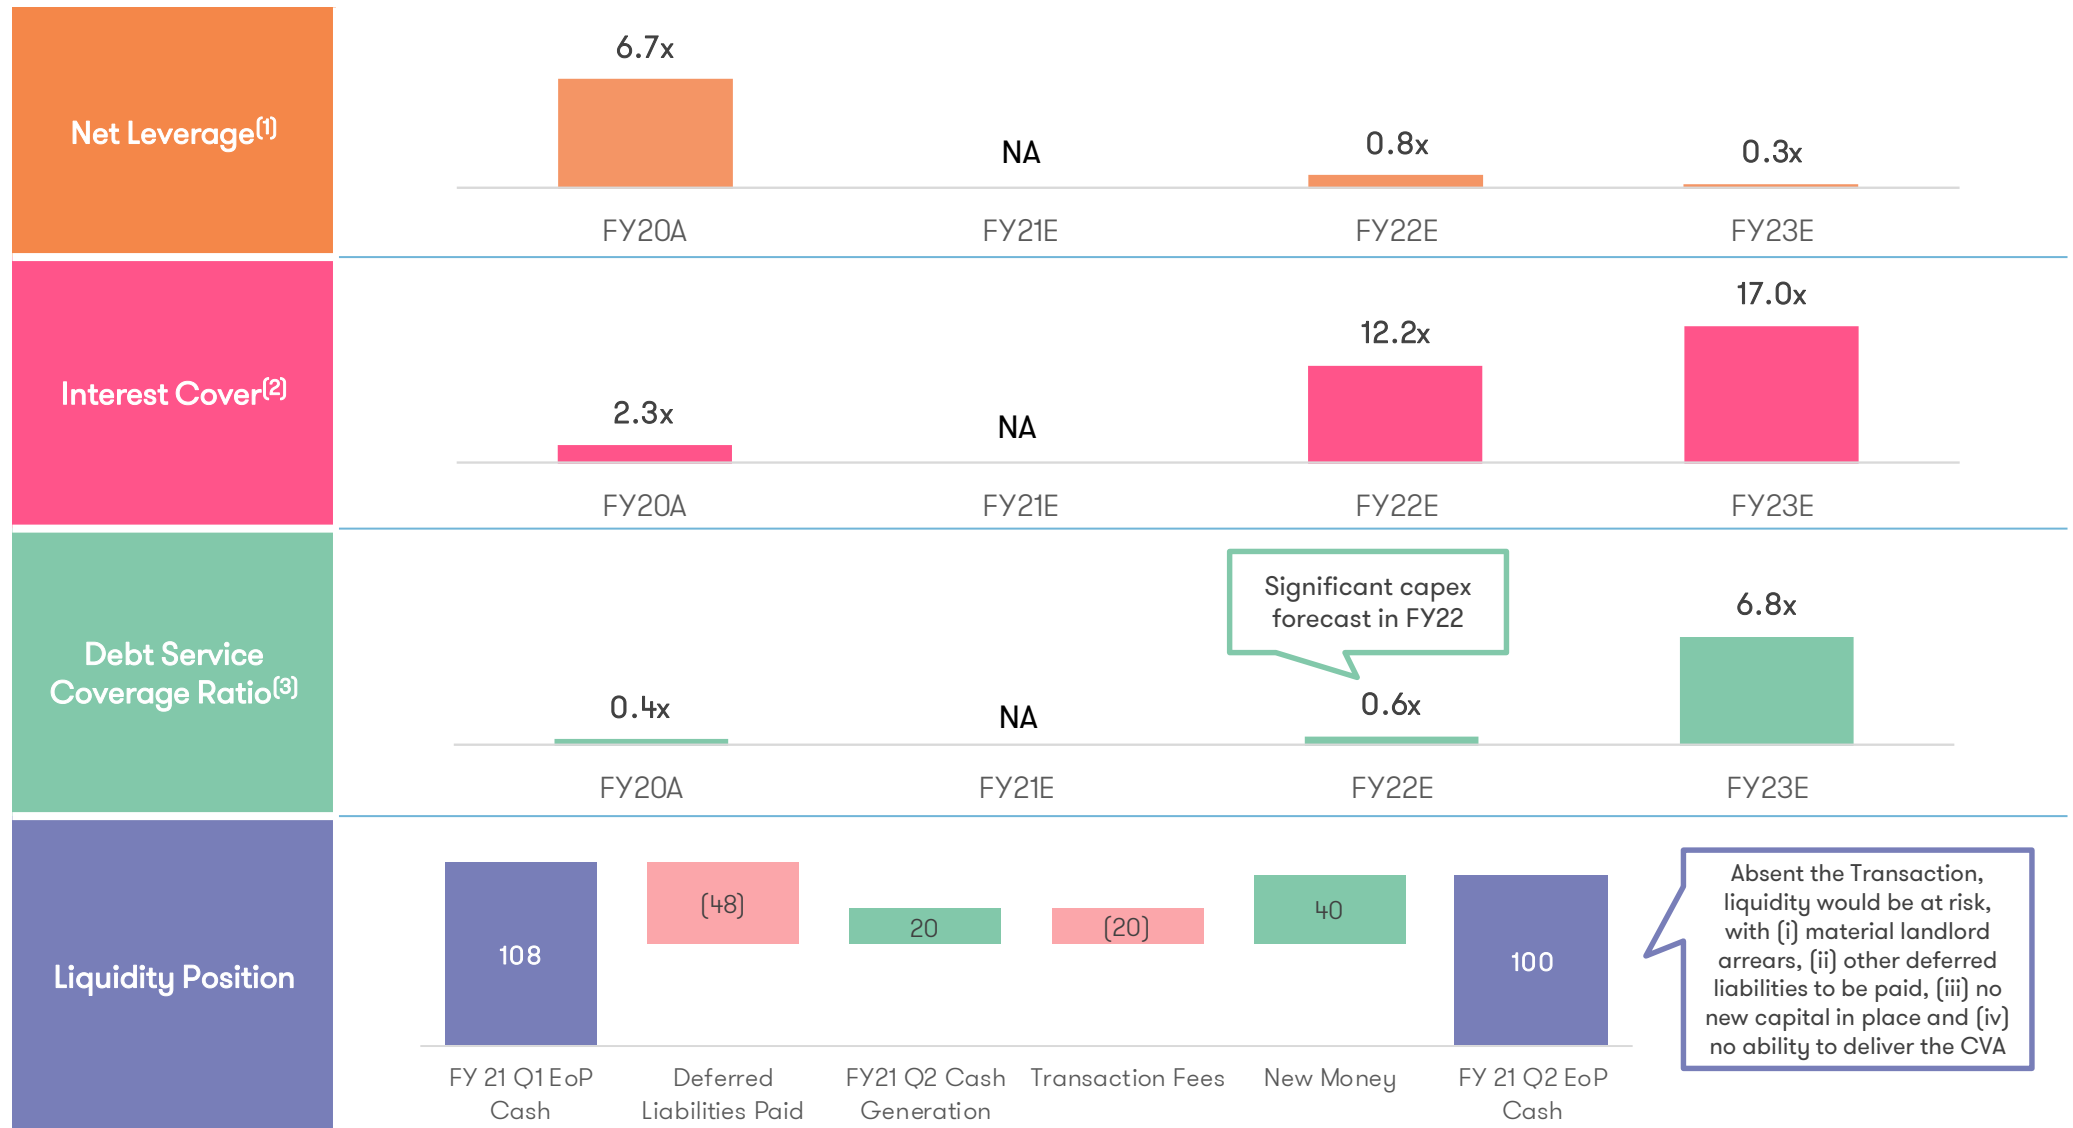 Net Leverage(1)
6.7x
NA
0.8x
0.3x
FY20A
FY21E
FY22E
FY23E
Interest Cover(2)
2.3x
NA
12.2x
17.0x
FY20A
FY21E
FY22E
FY23E
Debt Service
Coverage Ratio(3)
Significant capex
forecast in FY22
0.4x
NA
0.6x
6.8x
FY20A
FY21E
FY22E
FY23E
Liquidity Position
108
(48)
20
(20)
40
100
FY 21 Q1 EoP
Cash
Deferred
Liabilities Paid
FY21 Q2 Cash
Generation
Transaction Fees
New Money
FY 21 Q2 EoP
Cash
Absent the Transaction,
liquidity would be at risk,
with (i) material landlord
arrears, (ii) other deferred
liabilities to be paid, (iii) no
new capital in place and (iv)
no ability to deliver the CVA